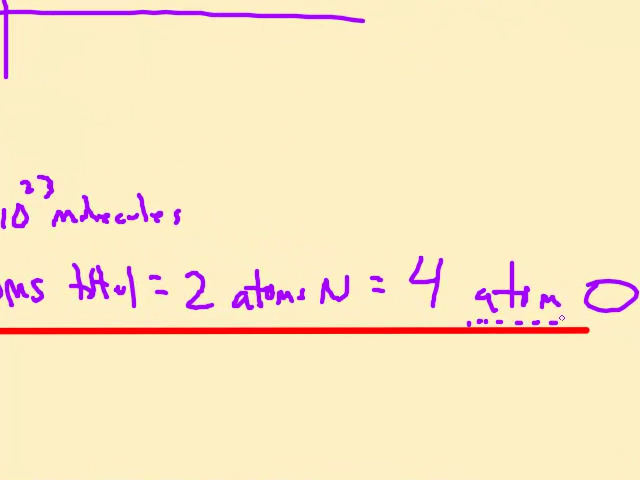 10²³ molecules
oms total = 2 atoms N = 4 atom O